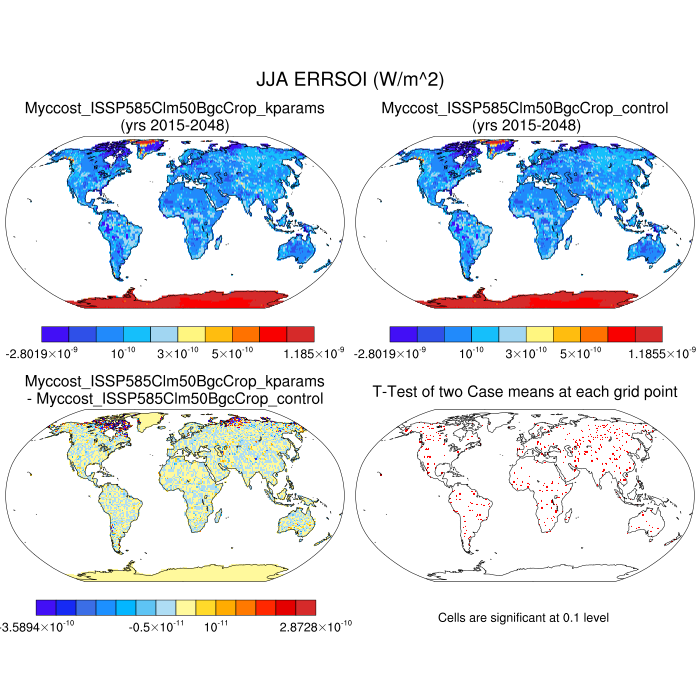 JJA ERRSOI (W/m^2)
Myccost_ISSP585Clm50BgcCrop_kparams
(yrs 2015-2048)
Myccost_ISSP585Clm50BgcCrop_control
(yrs 2015-2048)
-2.8019×10⁻⁹ 10⁻¹⁰ 3×10⁻¹⁰ 5×10⁻¹⁰ 1.185×10⁻⁹
-2.8019×10⁻⁹ 10⁻¹⁰ 3×10⁻¹⁰ 5×10⁻¹⁰ 1.1855×10⁻⁹
Myccost_ISSP585Clm50BgcCrop_kparams
- Myccost_ISSP585Clm50BgcCrop_control
T-Test of two Case means at each grid point
-3.5894×10⁻¹⁰ -0.5×10⁻¹¹ 10⁻¹¹ 2.8728×10⁻¹⁰
Cells are significant at 0.1 level